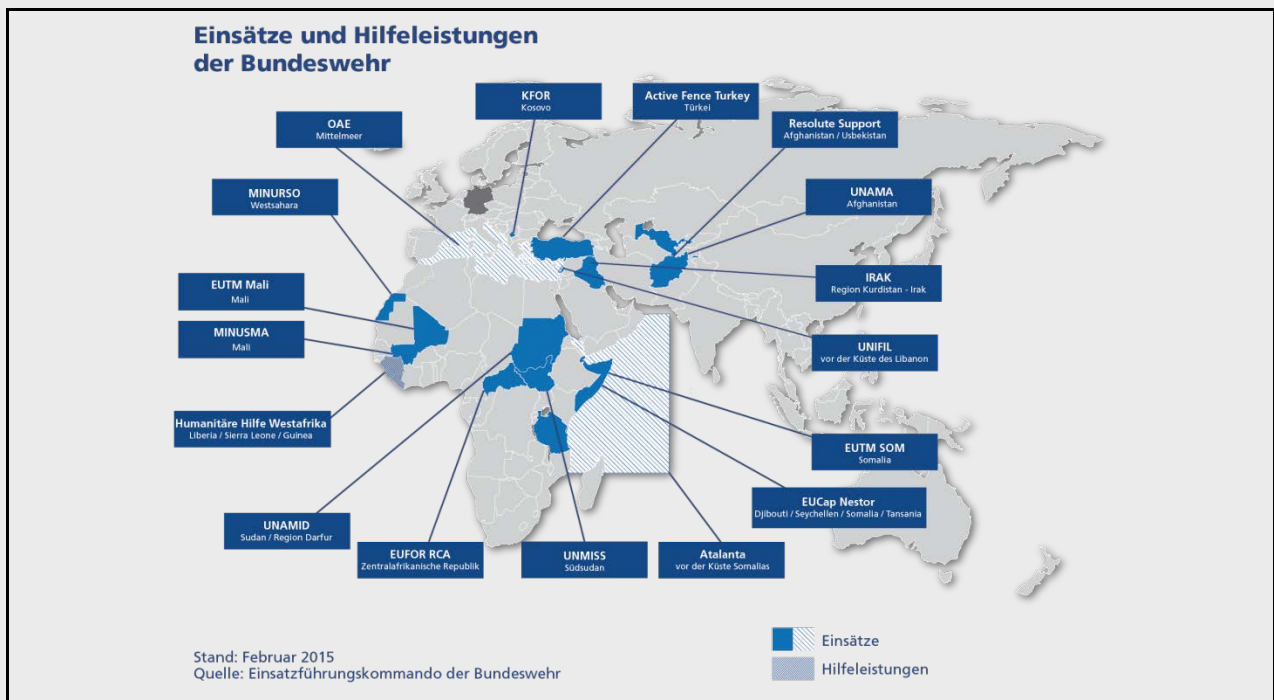 Einsätze und Hilfeleistungen
der Bundeswehr
KFOR
Kosovo
Active Fence Turkey
Türkei
OAE
Mittelmeer
Resolute Support
Afghanistan / Usbekistan
MINURSO
Westsahara
UNAMA
Afghanistan
EUTM Mali
Mali
IRAK
Region Kurdistan - Irak
MINUSMA
Mali
UNIFIL
vor der Küste des Libanon
Humanitäre Hilfe Westafrika
Liberia / Sierra Leone / Guinea
EUTM SOM
Somalia
EUCap Nestor
Djibouti / Seychellen / Somalia / Tansania
UNAMID
Sudan / Region Darfur
EUFOR RCA
Zentralafrikanische Republik
UNMISS
Südsudan
Atalanta
vor der Küste Somalias
Einsätze
Hilfeleistungen
Stand: Februar 2015
Quelle: Einsatzführungskommando der Bundeswehr